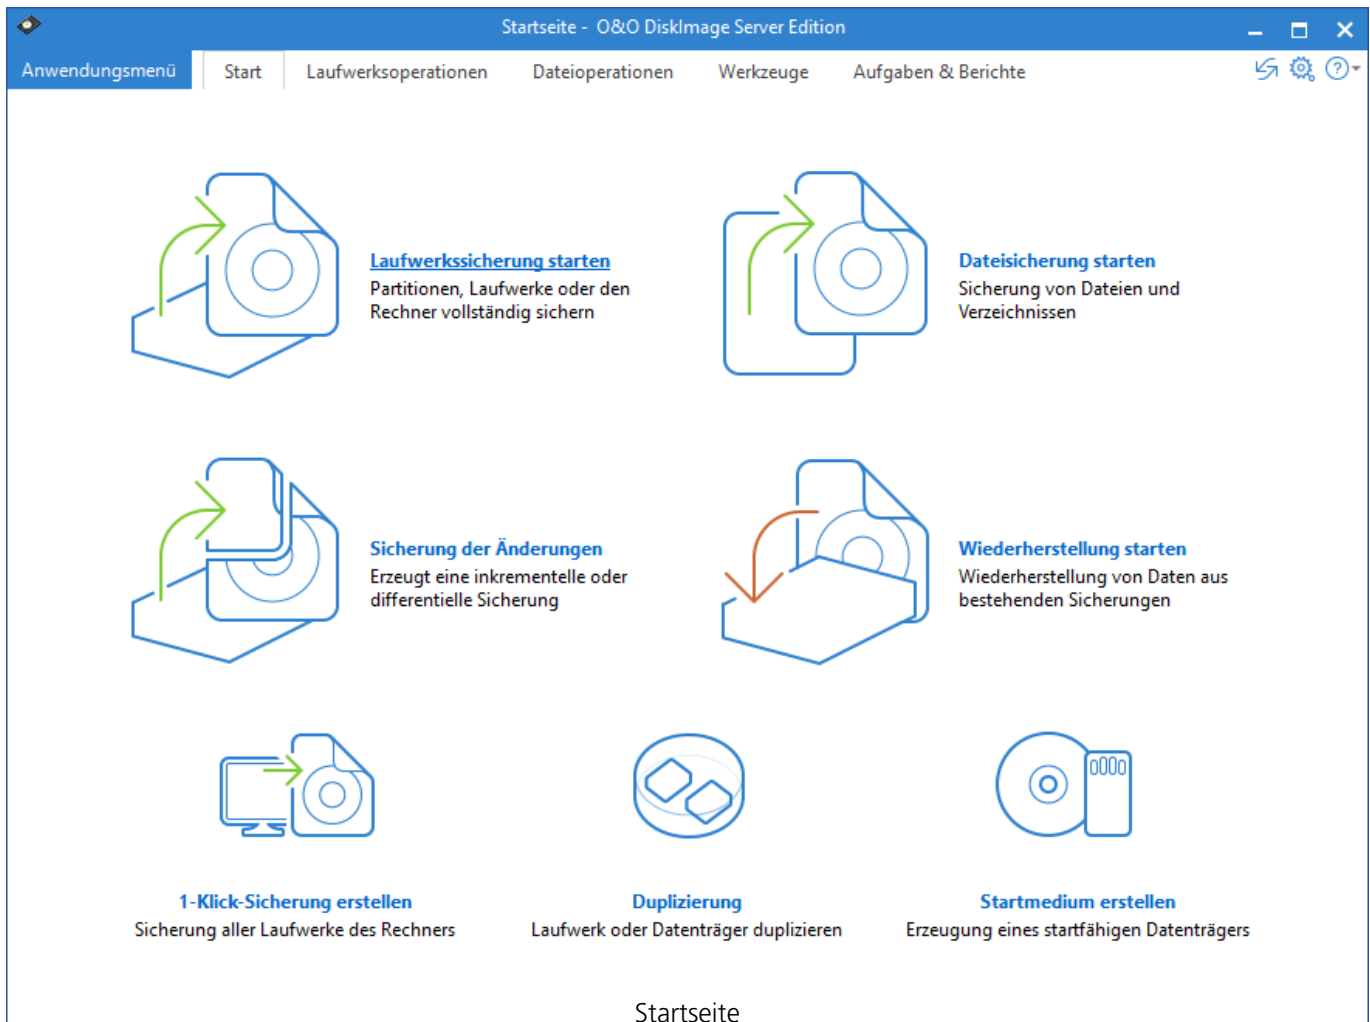 Startseite - O&O DiskImage Server Edition
Anwendungsmenü Start Laufwerksoperationen Dateioperationen Werkzeuge Aufgaben & Berichte
Laufwerkssicherung starten
Partitionen, Laufwerke oder den
Rechner vollständig sichern
Dateisicherung starten
Sicherung von Dateien und
Verzeichnissen
Sicherung der Änderungen
Erzeugt eine inkrementelle oder
differentielle Sicherung
Wiederherstellung starten
Wiederherstellung von Daten aus
bestehenden Sicherungen
1-Klick-Sicherung erstellen
Sicherung aller Laufwerke des Rechners
Duplizierung
Laufwerk oder Datenträger duplizieren
Startmedium erstellen
Erzeugung eines startfähigen Datenträgers
Startseite